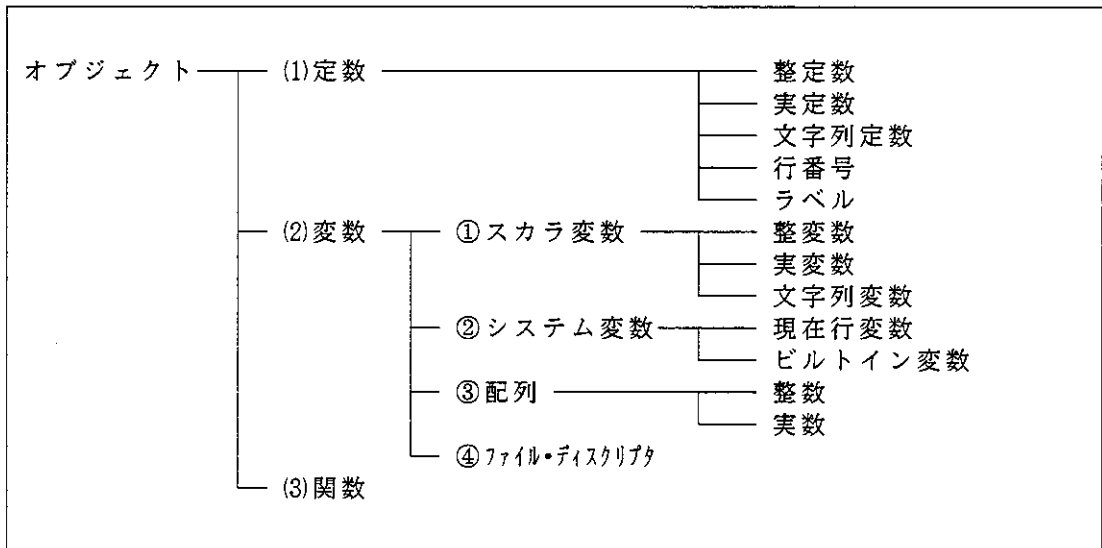 オブジェクト (1)定数 整定数
実定数
文字列定数
行番号
ラベル
(2)変数 ①スカラ変数 整変数
実変数
文字列変数
②システム変数 現在行変数
ビルトイン変数
③配列 整数
実数
④ファイル・ディスクリプタ
(3)関数